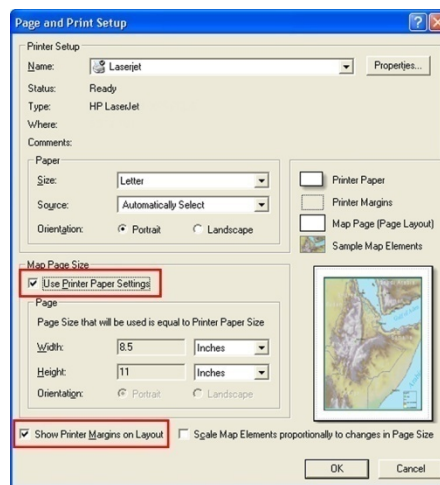 Page and Print Setup
Printer Setup
Name:
Laserjet
Properties...
Status:
Ready
Type:
HP LaserJet
Where:
Comments:
Paper
Size:
Letter
Source:
Automatically Select
Orientation:
Portrait
Landscape
Printer Paper
Printer Margins
Map Page (Page Layout)
Sample Map Elements
Map Page Size
Use Printer Paper Settings
Page
Page Size that will be used is equal to Printer Paper Size
Width:
8.5
Inches
Height:
11
Inches
Orientation:
Portrait
Landscape
Show Printer Margins on Layout
Scale Map Elements proportionally to changes in Page Size
OK
Cancel